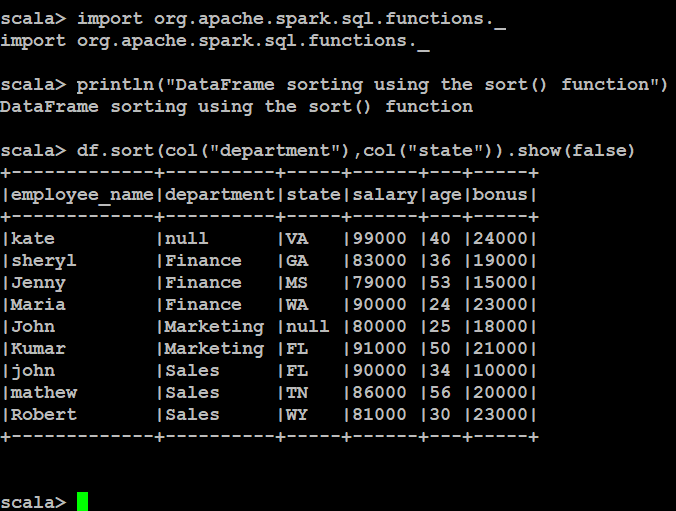 scala> import org.apache.spark.sql.functions._
import org.apache.spark.sql.functions._
scala> println("DataFrame sorting using the sort() function")
DataFrame sorting using the sort() function
scala> df.sort(col("department"),col("state")).show(false)
+-------------+----------+-----+------+---+-----+
|employee_name|department|state|salary|age|bonus|
+-------------+----------+-----+------+---+-----+
|kate         |null      |VA   |99000 |40 |24000|
|sheryl       |Finance   |GA   |83000 |36 |19000|
|Jenny        |Finance   |MS   |79000 |53 |15000|
|Maria        |Finance   |WA   |90000 |24 |23000|
|John         |Marketing |null |80000 |25 |18000|
|Kumar        |Marketing |FL   |91000 |50 |21000|
|john         |Sales     |FL   |90000 |34 |10000|
|mathew       |Sales     |TN   |86000 |56 |20000|
|Robert       |Sales     |WY   |81000 |30 |23000|
+-------------+----------+-----+------+---+-----+
scala>